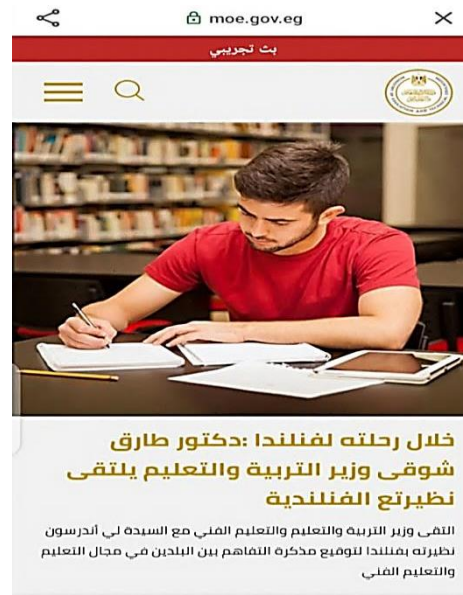 moe.gov.eg
بث تجريبي
خلال رحلته لفنلندا :دكتور طارق
شوقى وزير التربية والتعليم يلتقى
نظيرتع الفنلندية
التقى وزير التربية والتعليم والتعليم الفني مع السيدة لي أندرسون
نظيرته بفنلندا لتوقيع مذكرة التفاهم بين البلدين في مجال التعليم
والتعليم الفني